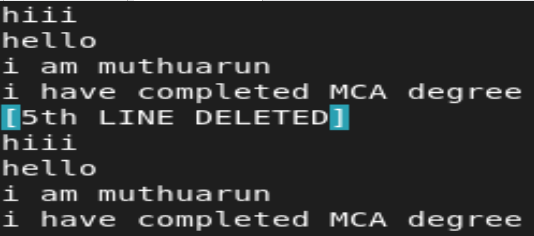 hiii
hello
i am muthuarun
i have completed MCA degree
[5th LINE DELETED]
hiii
hello
i am muthuarun
i have completed MCA degree